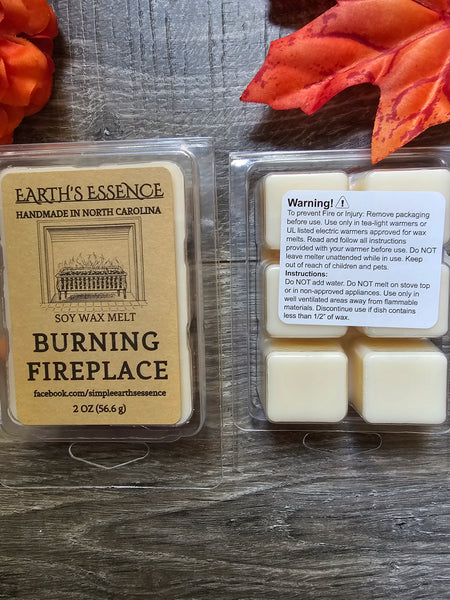 EARTH'S ESSENCE
HANDMADE IN NORTH CAROLINA
SOY WAX MELT
BURNING
FIREPLACE
facebook.com/simpleearthsessence
2 OZ (56.6 g)
Warning!
To prevent Fire or Injury: Remove packaging
before use. Use only in tea-light warmers or
UL listed electric warmers approved for wax
melts. Read and follow all instructions
provided with your warmer before use. Do NOT
leave melter unattended while in use. Keep
out of reach of children and pets.
Instructions:
Do NOT add water. Do NOT melt on stove top
or in non-approved appliances. Use only in
well ventilated areas away from flammable
materials. Discontinue use if dish contains
less than 1/2" of wax.